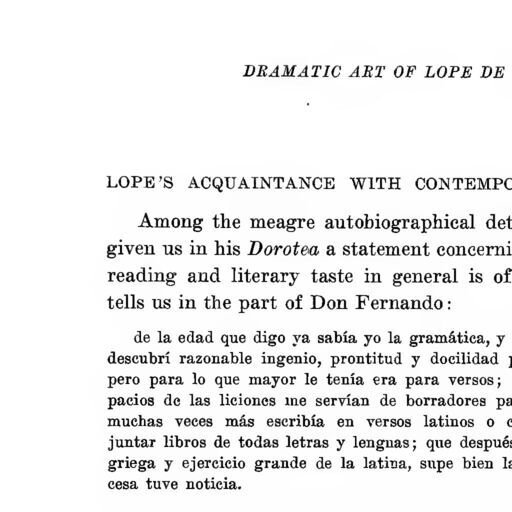 DRAMATIC ART OF LOPE DE
LOPE'S ACQUAINTANCE WITH CONTEMPO
Among the meagre autobiographical det
given us in his Dorotea a statement concerni
reading and literary taste in general is of
tells us in the part of Don Fernando:
de la edad que digo ya sabía yo la gramática, y
descubrí razonable ingenio, prontitud y docilidad p
pero para lo que mayor le tenía era para versos;
pacios de las liciones me servían de borradores pa
muchas veces más escribía en versos latinos o c
juntar libros de todas letras y lenguas; que después
griega y ejercicio grande de la latina, supe bien la
cesa tuve noticia.